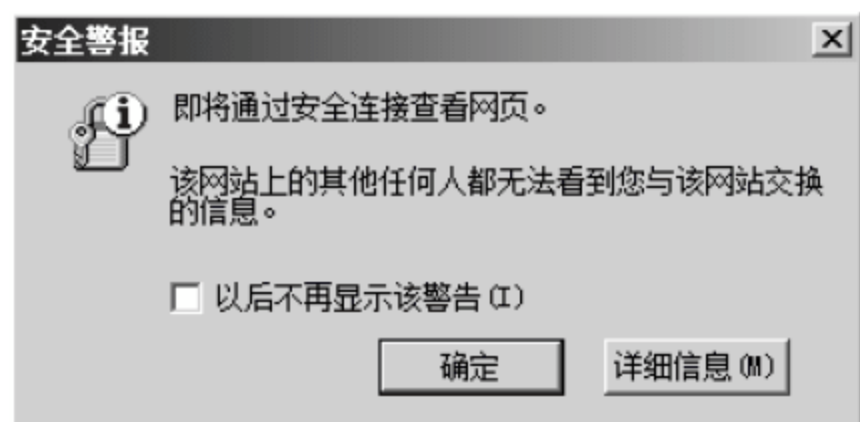 安全警报
即将通过安全连接查看网页。
该网站上的其他任何人都无法看到您与该网站交换
的信息。
以后不再显示该警告(I)
确定 详细信息(M)